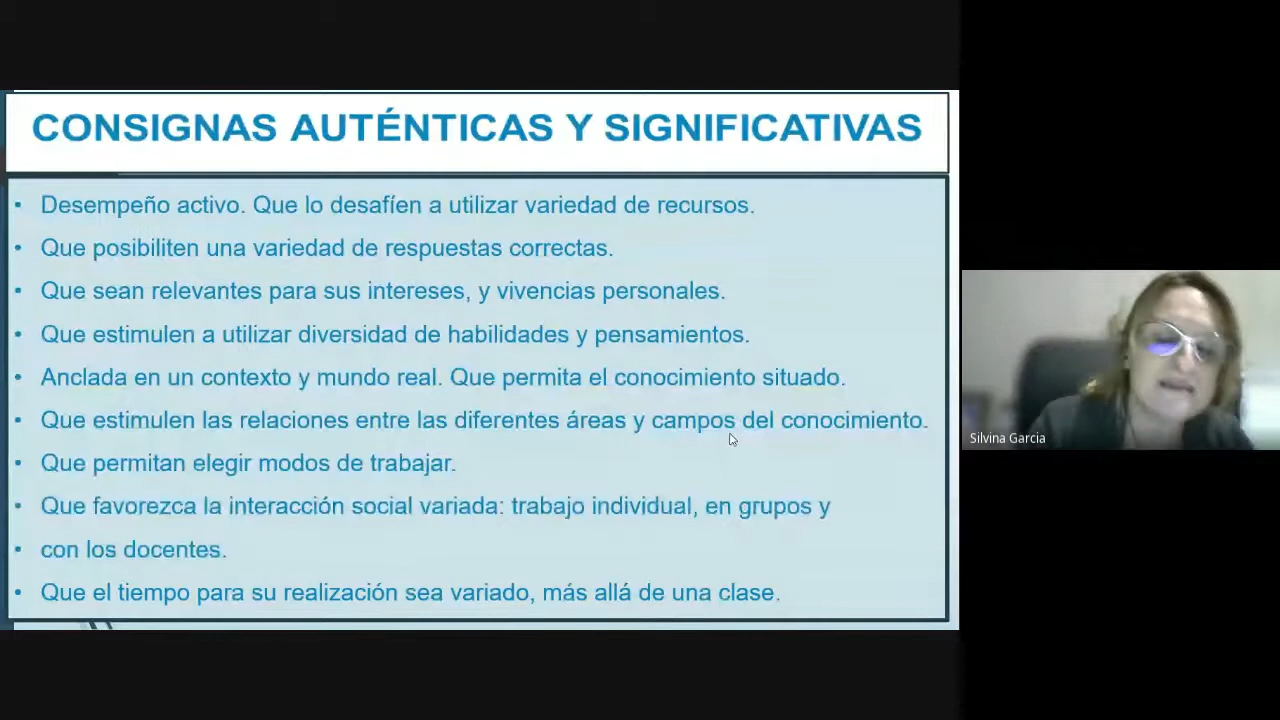 CONSIGNAS AUTÉNTICAS Y SIGNIFICATIVAS
• Desempeño activo. Que lo desafíen a utilizar variedad de recursos.
• Que posibiliten una variedad de respuestas correctas.
• Que sean relevantes para sus intereses, y vivencias personales.
• Que estimulen a utilizar diversidad de habilidades y pensamientos.
• Anclada en un contexto y mundo real. Que permita el conocimiento situado.
• Que estimulen las relaciones entre las diferentes áreas y campos del conocimiento.
• Que permitan elegir modos de trabajar.
• Que favorezca la interacción social variada: trabajo individual, en grupos y
• con los docentes.
• Que el tiempo para su realización sea variado, más allá de una clase.
Silvina Garcia